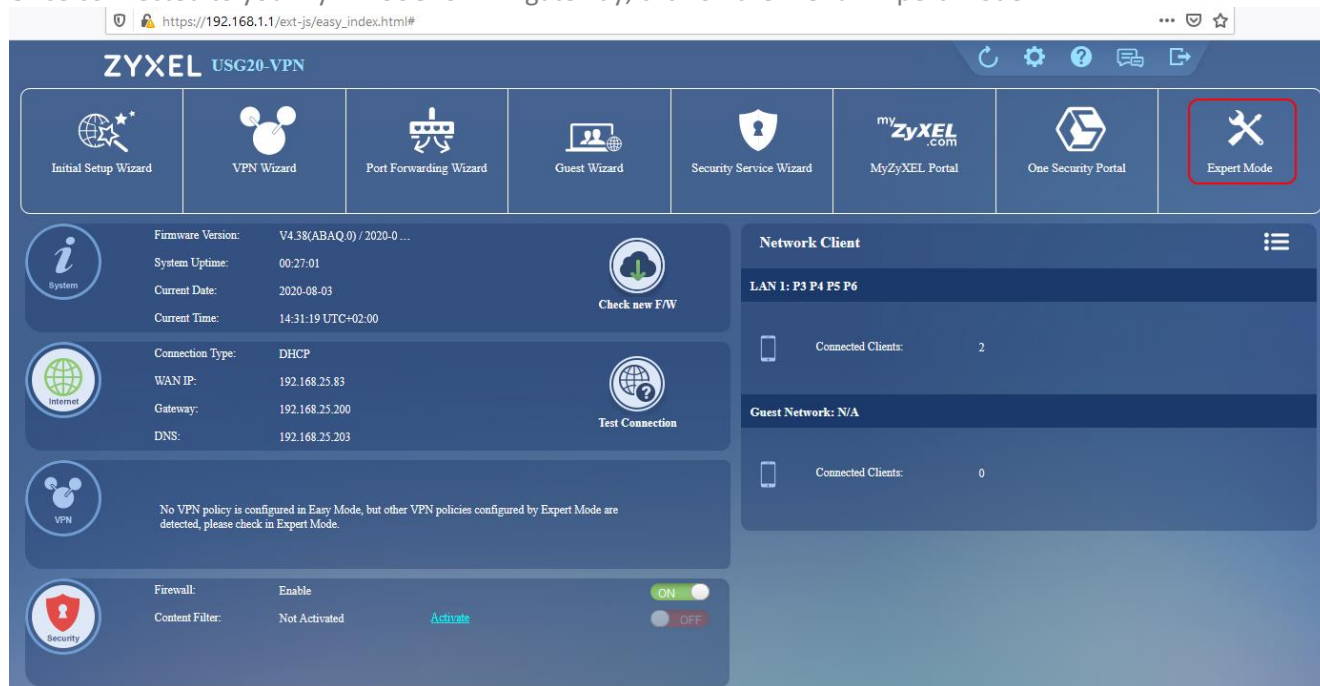 https://192.168.1.1/ext-js/easy_index.html#
ZYXEL USG20-VPN
Initial Setup Wizard
VPN Wizard
Port Forwarding Wizard
Guest Wizard
Security Service Wizard
my ZyXEL .com
MyZyXEL Portal
One Security Portal
Expert Mode
System
Firmware Version: V4.38(ABAQ.0) / 2020-0 ...
System Uptime: 00:27:01
Current Date: 2020-08-03
Current Time: 14:31:19 UTC+02:00
Check new F/W
Internet
Connection Type: DHCP
WAN IP: 192.168.25.83
Gateway: 192.168.25.200
DNS: 192.168.25.203
Test Connection
VPN
No VPN policy is configured in Easy Mode, but other VPN policies configured by Expert Mode are
detected, please check in Expert Mode.
Security
Firewall: Enable ON
Content Filter: Not Activated Activate OFF
Network Client
LAN 1: P3 P4 P5 P6
Connected Clients: 2
Guest Network: N/A
Connected Clients: 0